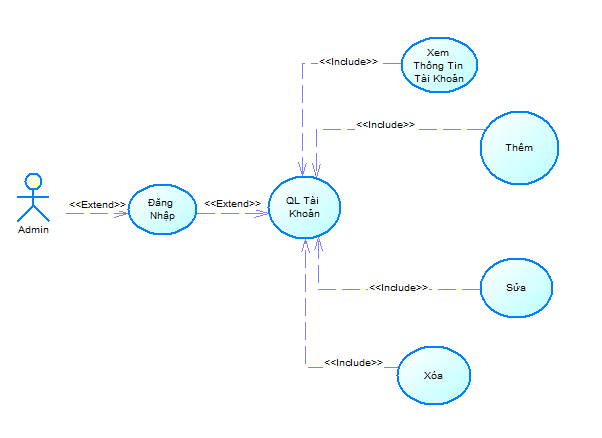 Xem
Thông Tin
Tài Khoản
<<Include>>
<<Include>>
Thêm
<<Extend>>
Đăng
Nhập
<<Extend>>
QL Tài
Khoản
Admin
<<Include>>
Sửa
<<Include>>
Xóa